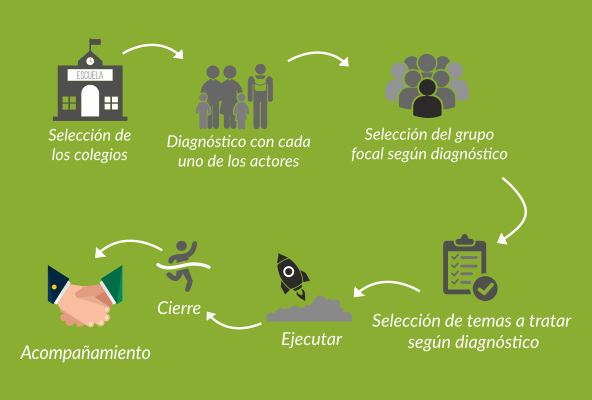 ESCUELA
Selección de
los colegios
Diagnóstico con cada
uno de los actores
Selección del grupo
focal según diagnóstico
Selección de temas a tratar
según diagnóstico
Ejecutar
Cierre
Acompañamiento